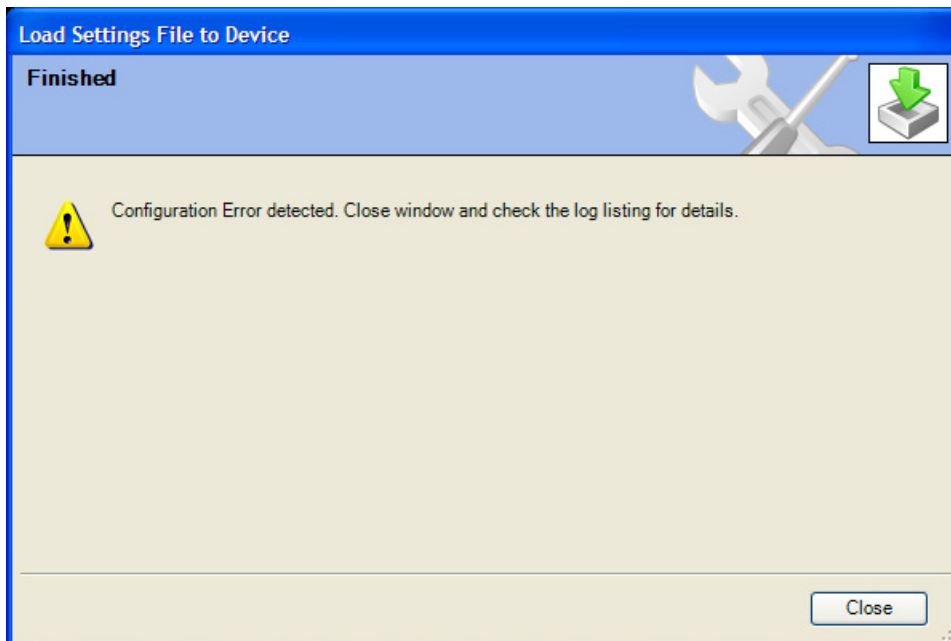 Load Settings File to Device
Finished
Configuration Error detected. Close window and check the log listing for details.
Close